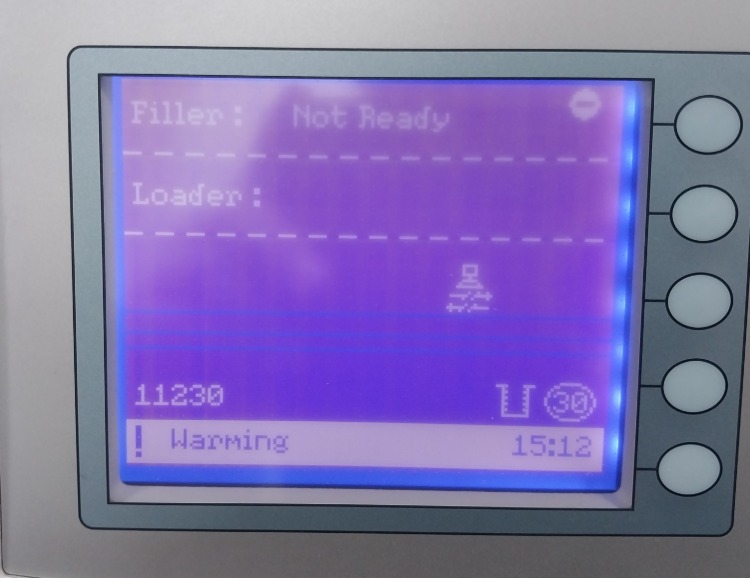 Filler: Not Ready
Loader:
11230 30
! Warming 15:12